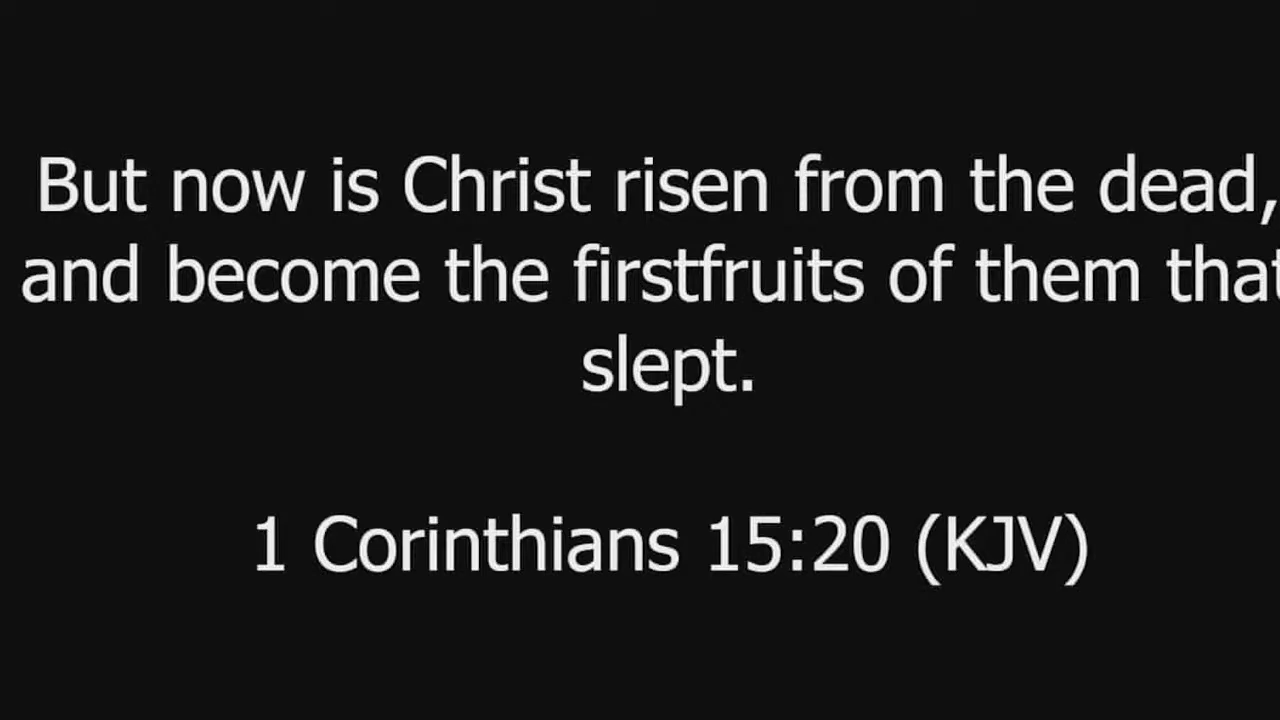 But now is Christ risen from the dead,
and become the firstfruits of them that
slept.
1 Corinthians 15:20 (KJV)